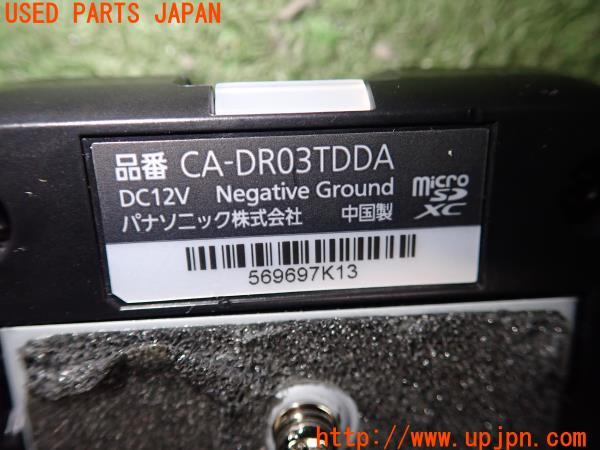 USED PARTS JAPAN
品番 CA-DR03TDDA
DC12V Negative Ground
パナソニック株式会社 中国製
micro SD XC
569697K13
http://www.upjpn.com